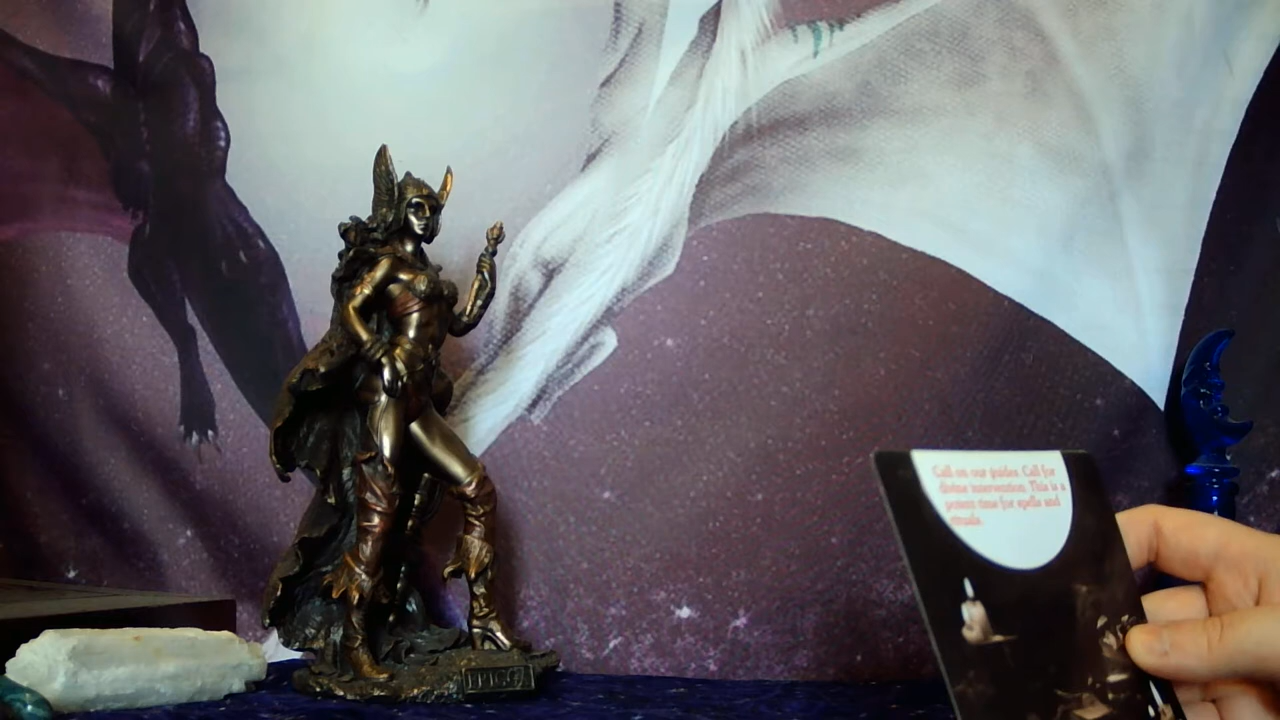 Call on our guides. Call for
divine intervention. This is a
potent time for spells and
rituals.